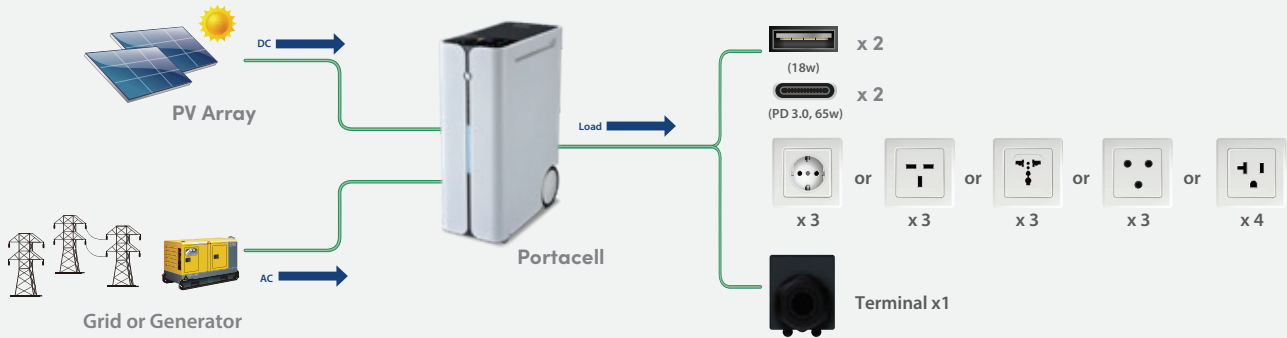 DC
PV Array
Grid or Generator
AC
Portacell
Load
x 2
(18w)
x 2
(PD 3.0, 65w)
or or or or
x 3 x 3 x 3 x 3 x 4
Terminal x1